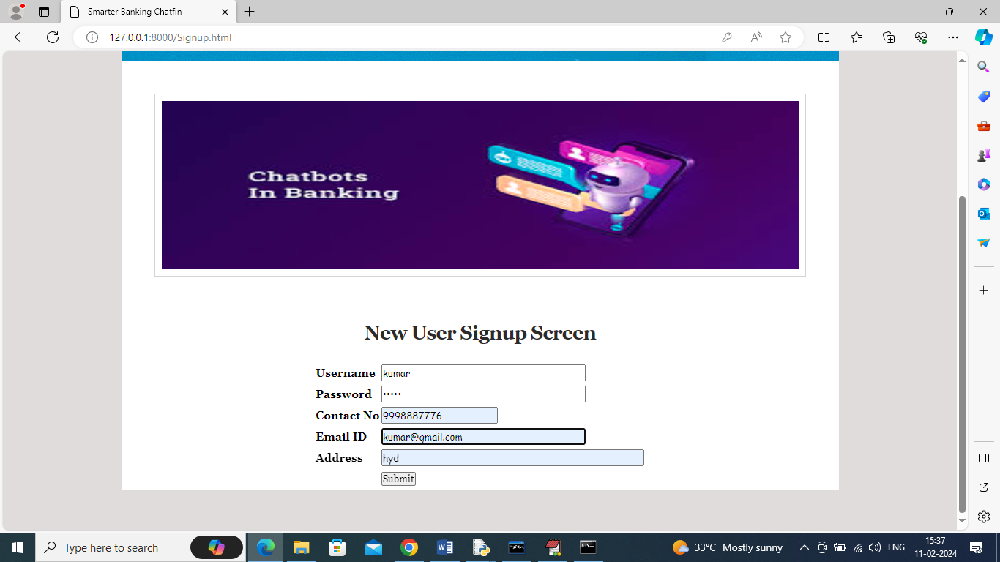 Smarter Banking Chatfin
127.0.0.1:8000/Signup.html
Chatbots
In Banking
New User Signup Screen
Username kumar
Password •••••
Contact No 9998887776
Email ID kumar@gmail.com
Address hyd
Submit
Type here to search
33°C Mostly sunny
ENG
15:37
11-02-2024